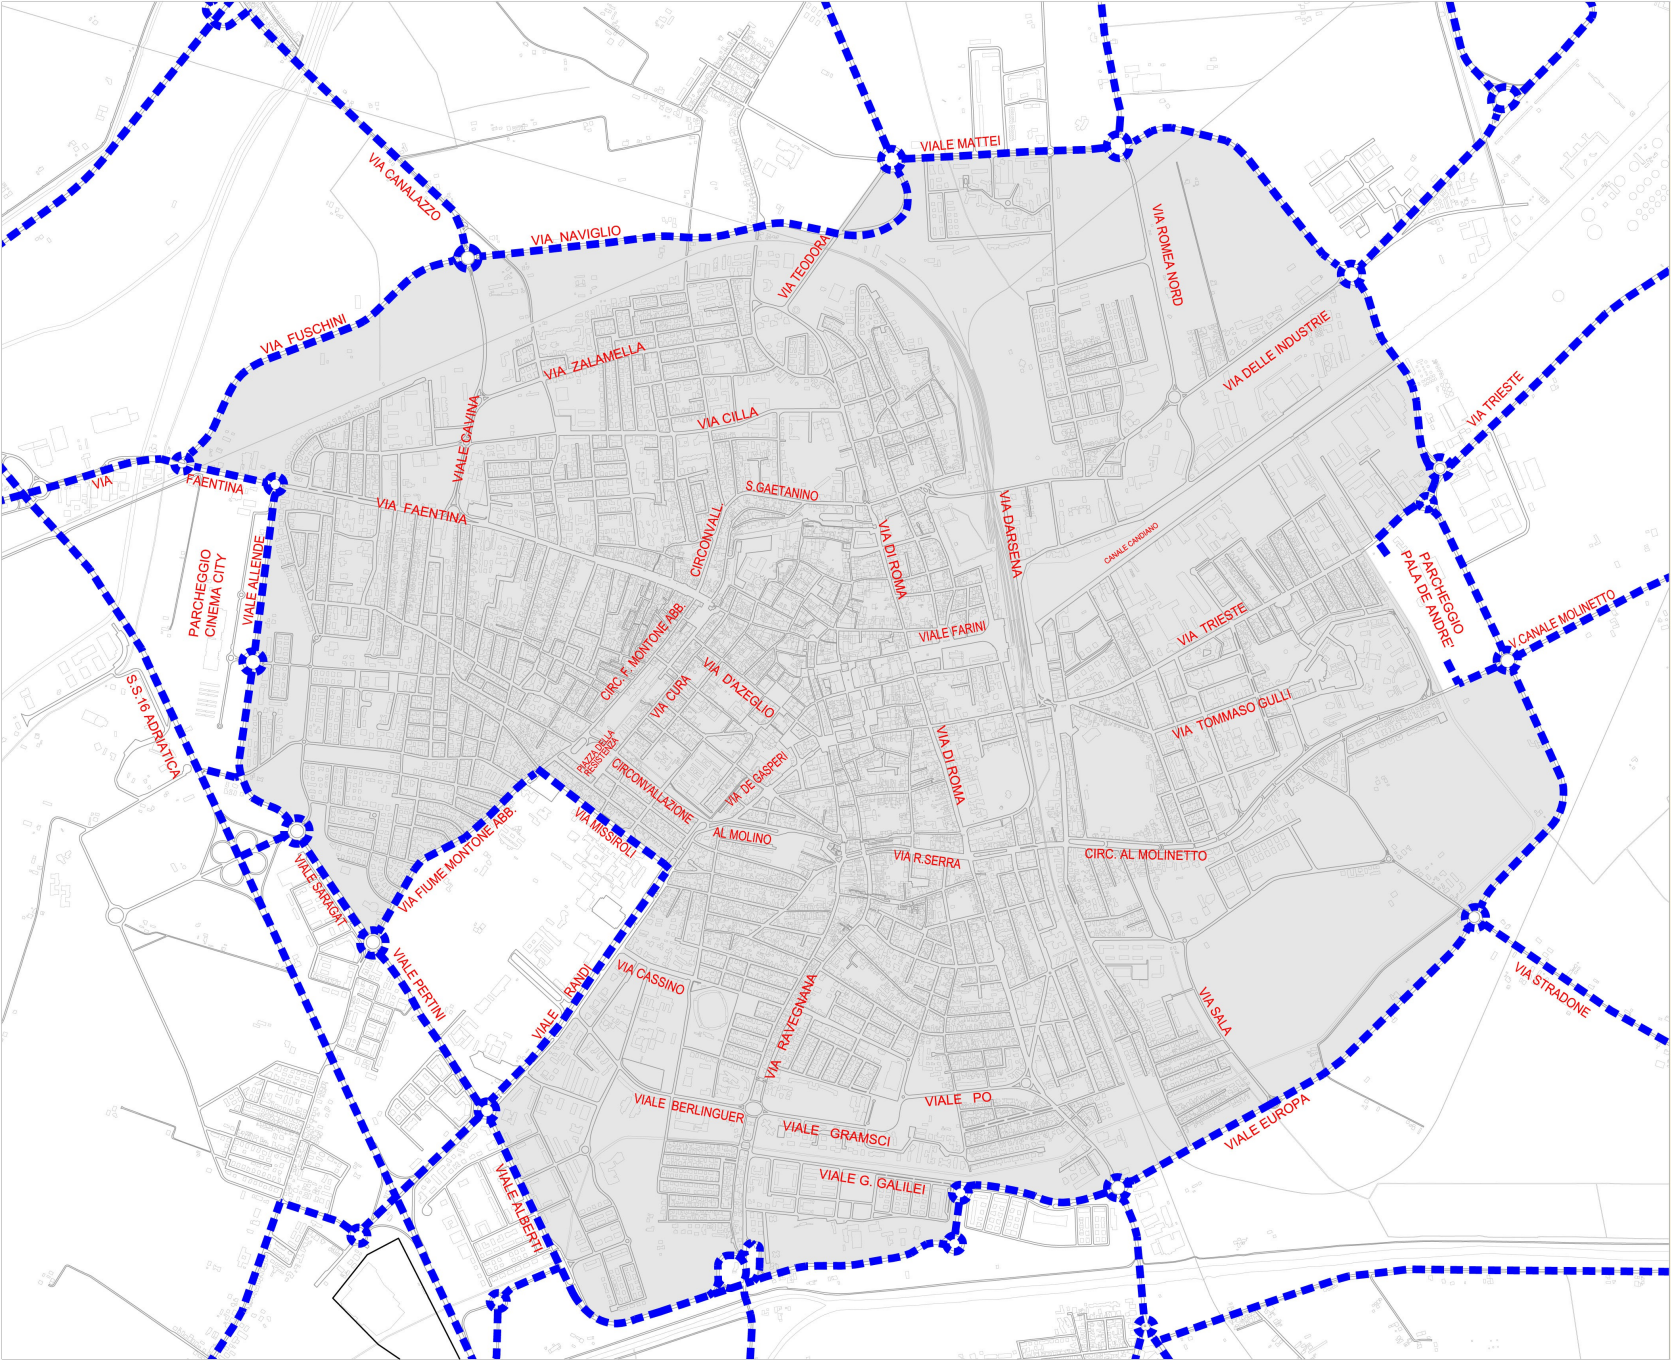 VIALE MATTEI
VIA CANALAZZO
VIA NAVIGLIO
VIA TEODORA
VIA ROMEA NORD
VIA FUSCHINI
VIA ZALAMELLA
VIA DELLE INDUSTRIE
VIA TRIESTE
VIA CILLA
VIALE CAVINA
VIA
FAENTINA
VIA FAENTINA
S.GAETANINO
CIRCONVALL
VIA DI ROMA
VIA DARSENA
CANALE CANDIANO
PARCHEGGIO
CINEMA CITY
VIALE ALLENDE
PARCHEGGIO
PALA DE ANDRE'
V.CANALE MOLINETTO
VIA TRIESTE
VIALE FARINI
CIRC. F. MONTONE ABB.
VIA CURA
VIA D'AZEGLIO
S.S.16 ADRIATICA
VIA TOMMASO GULLI
PIAZZA DELLA
RESISTENZA
CIRCONVALLAZIONE
VIA DE GASPERI
VIA DI ROMA
AL MOLINO
VIA MISSIROLI
VIA FIUME MONTONE ABB.
VIA R.SERRA
CIRC. AL MOLINETTO
VIALE SARAGAT
VIALE PERTINI
VIALE RANDI
VIA CASSINO
VIA RAVEGNANA
VIA SALA
VIA STRADONE
VIALE BERLINGUER
VIALE PO
VIALE GRAMSCI
VIALE EUROPA
VIALE G. GALILEI
VIALE ALBERTI